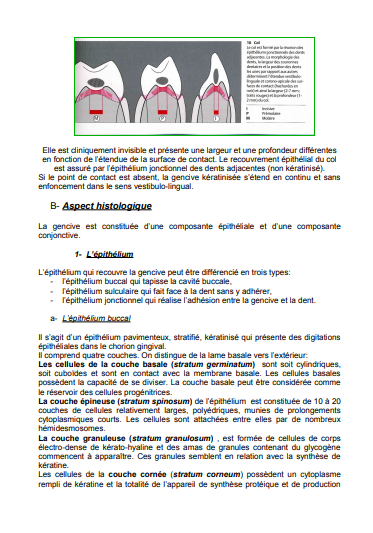 10 Col
Le col est formé par la réunion des
épithéliums jonctionnels des dents
adjacentes. La morphologie des
dents, la largeur des couronnes
dentaires et la position des dents
les unes par rapport aux autres
déterminent l'étendue vestibulo-
linguale et corono-apicale des sur-
faces de contact (hachurées en
noir) et ainsi la largeur (2-7 mm;
traits rouges) et la profondeur (1-
2 mm) du col.
I Incisive
P Prémolaire
M Molaire
M P I
Elle est cliniquement invisible et présente une largeur et une profondeur différentes
en fonction de l'étendue de la surface de contact. Le recouvrement épithélial du col
est assuré par l'épithélium jonctionnel des dents adjacentes (non kératinisé).
Si le point de contact est absent, la gencive kératinisée s'étend en continu et sans
enfoncement dans le sens vestibulo-lingual.
B- Aspect histologique
La gencive est constituée d'une composante épithéliale et d'une composante
conjonctive.
1- L'épithélium
L'épithélium qui recouvre la gencive peut être différencié en trois types:
- l'épithélium buccal qui tapisse la cavité buccale,
- l'épithélium sulculaire qui fait face à la dent sans y adhérer,
- l'épithélium jonctionnel qui réalise l'adhésion entre la gencive et la dent.
a- L'épithélium buccal
Il s'agit d'un épithélium pavimenteux, stratifié, kératinisé qui présente des digitations
épithéliales dans le chorion gingival.
Il comprend quatre couches. On distingue de la lame basale vers l'extérieur:
Les cellules de la couche basale (stratum germinatum) sont soit cylindriques,
soit cuboïdes et sont en contact avec la membrane basale. Les cellules basales
possèdent la capacité de se diviser. La couche basale peut être considérée comme
le réservoir des cellules progénitrices.
La couche épineuse (stratum spinosum) de l'épithélium est constituée de 10 à 20
couches de cellules relativement larges, polyédriques, munies de prolongements
cytoplasmiques courts. Les cellules sont attachées entre elles par de nombreux
hémidesmosomes.
La couche granuleuse (stratum granulosum) , est formée de cellules de corps
électro-dense de kérato-hyaline et des amas de granules contenant du glycogène
commencent à apparaître. Ces granules semblent en relation avec la synthèse de
kératine.
Les cellules de la couche cornée (stratum corneum) possèdent un cytoplasme
rempli de kératine et la totalité de l'appareil de synthèse protéique et de production